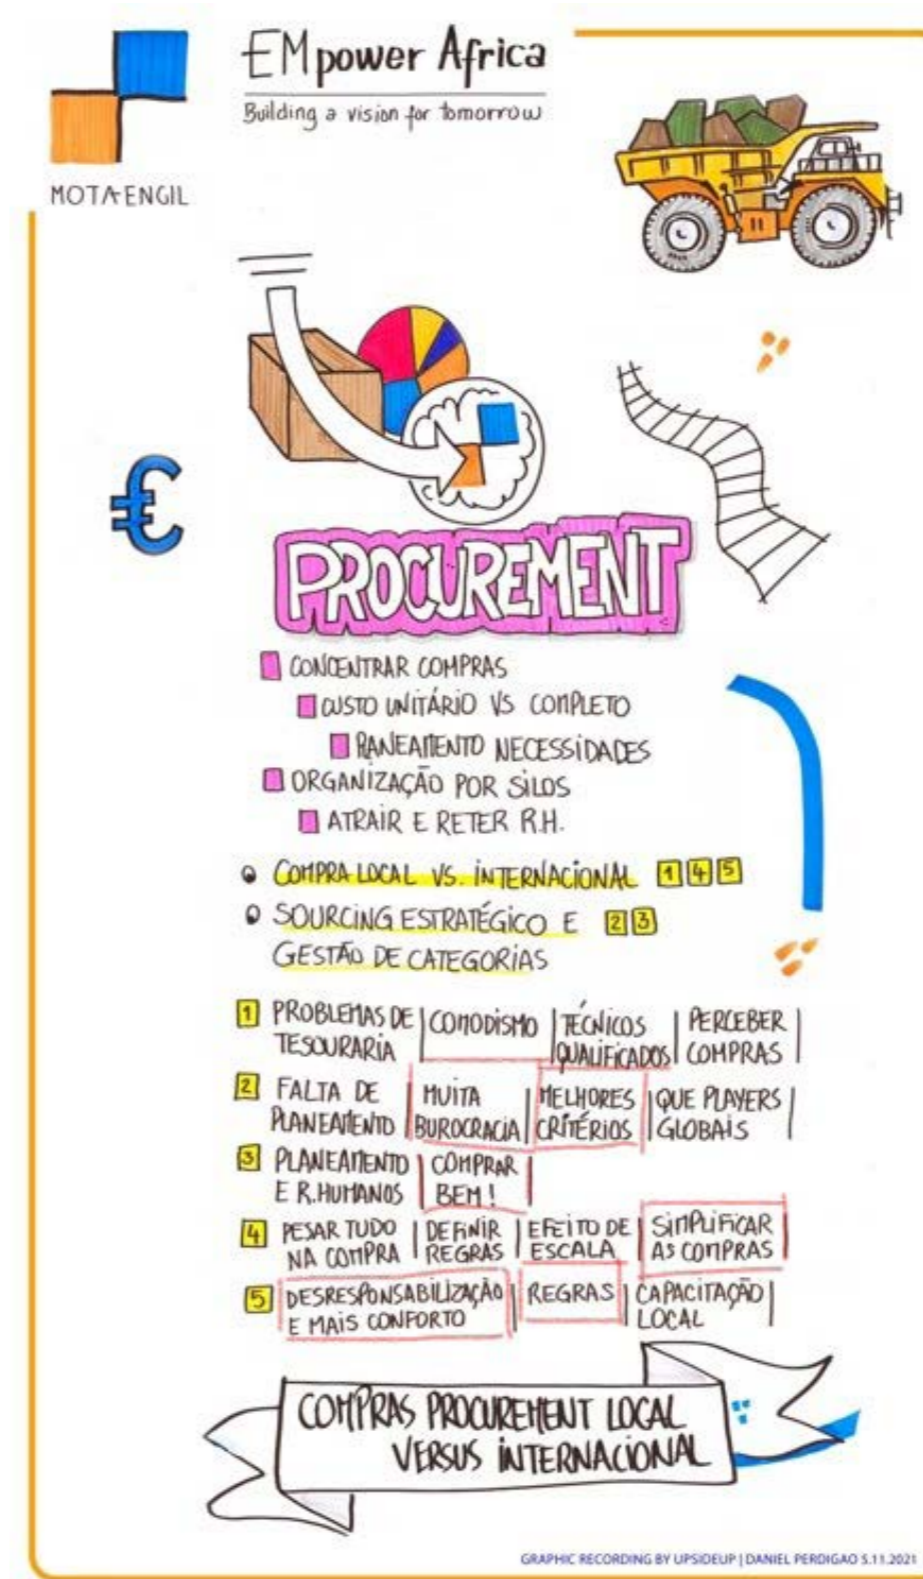 EMpower Africa
Building a vision for tomorrow
MOTA-ENGIL
€
PROCUREMENT
CONCENTRAR COMPRAS
CUSTO UNITÁRIO VS COMPLETO
PLANEAMENTO NECESSIDADES
ORGANIZAÇÃO POR SILOS
ATRAIR E RETER R.H.
COMPRA LOCAL VS. INTERNACIONAL 1 4 5
SOURCING ESTRATÉGICO E 2 3
GESTÃO DE CATEGORIAS
1 PROBLEMAS DE TESOURARIA | COMODISMO | TÉCNICOS QUALIFICADOS | PERCEBER COMPRAS |
2 FALTA DE PLANEAMENTO | MUITA BUROCRACIA | MELHORES CRITÉRIOS | QUE PLAYERS GLOBAIS |
3 PLANEAMENTO E R.HUMANOS | COMPRAR BEM! |
4 PESAR TUDO NA COMPRA | DEFINIR REGRAS | EFEITO DE ESCALA | SIMPLIFICAR AS COMPRAS |
5 DESRESPONSABILIZAÇÃO E MAIS CONFORTO | REGRAS | CAPACITAÇÃO LOCAL |
COMPRAS PROCUREMENT LOCAL
VERSUS INTERNACIONAL
GRAPHIC RECORDING BY UPSIDEUP | DANIEL PERDIGAO 5.11.2021